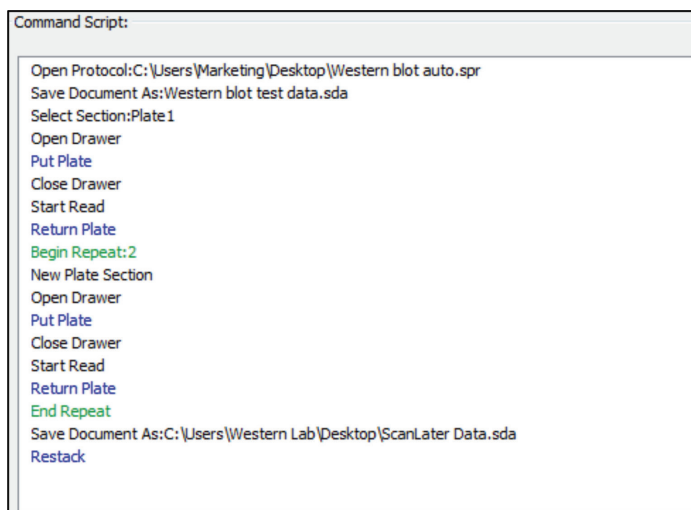 Command Script:
Open Protocol:C:\Users\Marketing\Desktop\Western blot auto.spr
Save Document As:Western blot test data.sda
Select Section:Plate1
Open Drawer
Put Plate
Close Drawer
Start Read
Return Plate
Begin Repeat:2
New Plate Section
Open Drawer
Put Plate
Close Drawer
Start Read
Return Plate
End Repeat
Save Document As:C:\Users\Western Lab\Desktop\ScanLater Data.sda
Restack